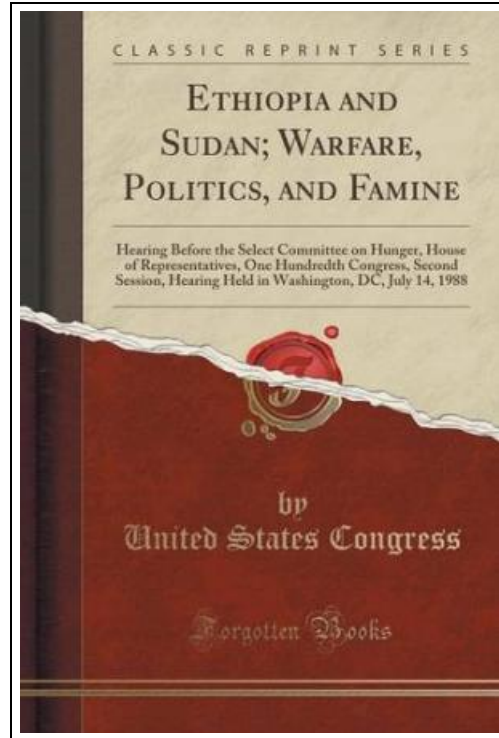 CLASSIC REPRINT SERIES
ETHIOPIA AND
SUDAN; WARFARE,
POLITICS, AND FAMINE
Hearing Before the Select Committee on Hunger, House
of Representatives, One Hundredth Congress, Second
Session, Hearing Held in Washington, DC, July 14, 1988
by
United States Congress
Forgotten Books